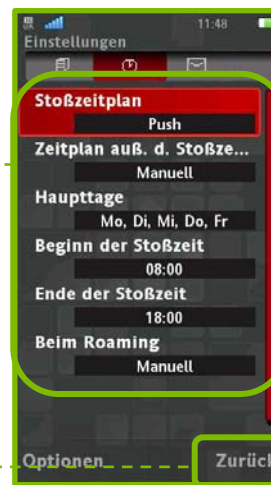 11:48
Einstellungen
Stoßzeitplan
Push
Zeitplan auß. d. Stoßze...
Manuell
Haupttage
Mo, Di, Mi, Do, Fr
Beginn der Stoßzeit
08:00
Ende der Stoßzeit
18:00
Beim Roaming
Manuell
Optionen Zurück